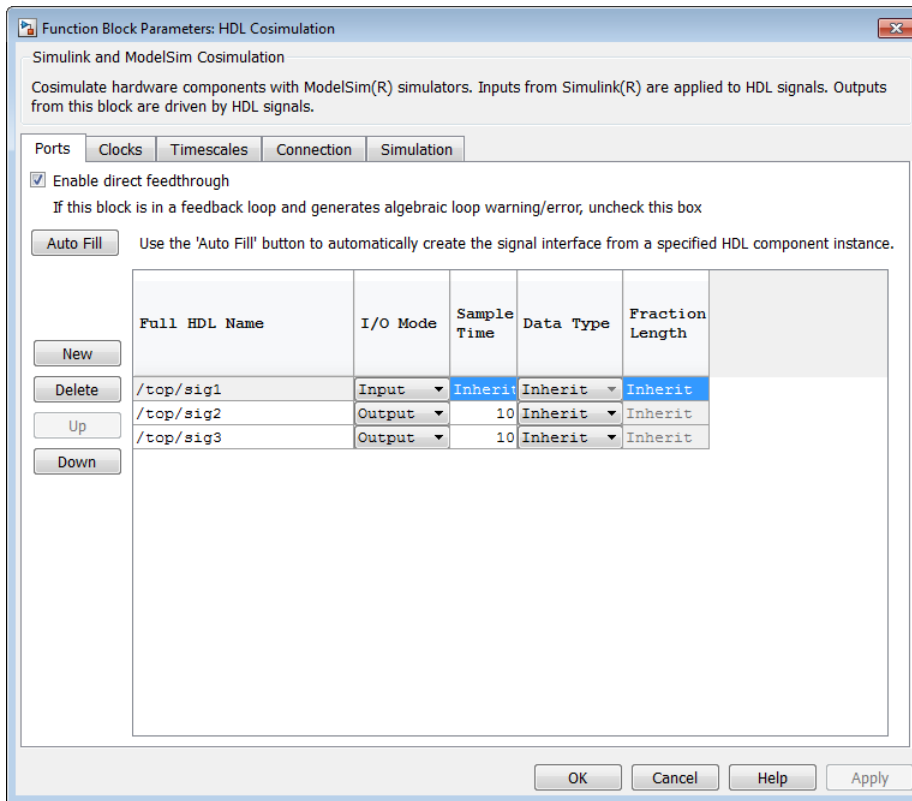 Function Block Parameters: HDL Cosimulation
Simulink and ModelSim Cosimulation
Cosimulate hardware components with ModelSim(R) simulators. Inputs from Simulink(R) are applied to HDL signals. Outputs
from this block are driven by HDL signals.
Ports Clocks Timescales Connection Simulation
Enable direct feedthrough
If this block is in a feedback loop and generates algebraic loop warning/error, uncheck this box
Auto Fill Use the 'Auto Fill' button to automatically create the signal interface from a specified HDL component instance.
Full HDL Name I/O Mode Sample Time Data Type Fraction Length
New
Delete /top/sig1 Input Inherit Inherit Inherit
Up /top/sig2 Output 10 Inherit Inherit
/top/sig3 Output 10 Inherit Inherit
Down
OK Cancel Help Apply